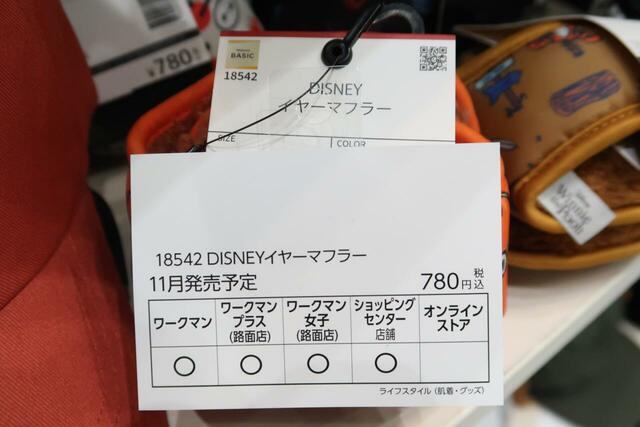 ¥780
BASIC
18542
DISNEY
イヤーマフラー
SIZE
COLOR
Disney
Winnie
the Pooh
18542 DISNEYイヤーマフラー
11月発売予定
780円 税込
ワークマン
ワークマン
プラス
(路面店)
ワークマン
女子
(路面店)
ショッピング
センター
店舗
オンライン
ストア
○ ○ ○ ○
ライフスタイル (肌着・グッズ)